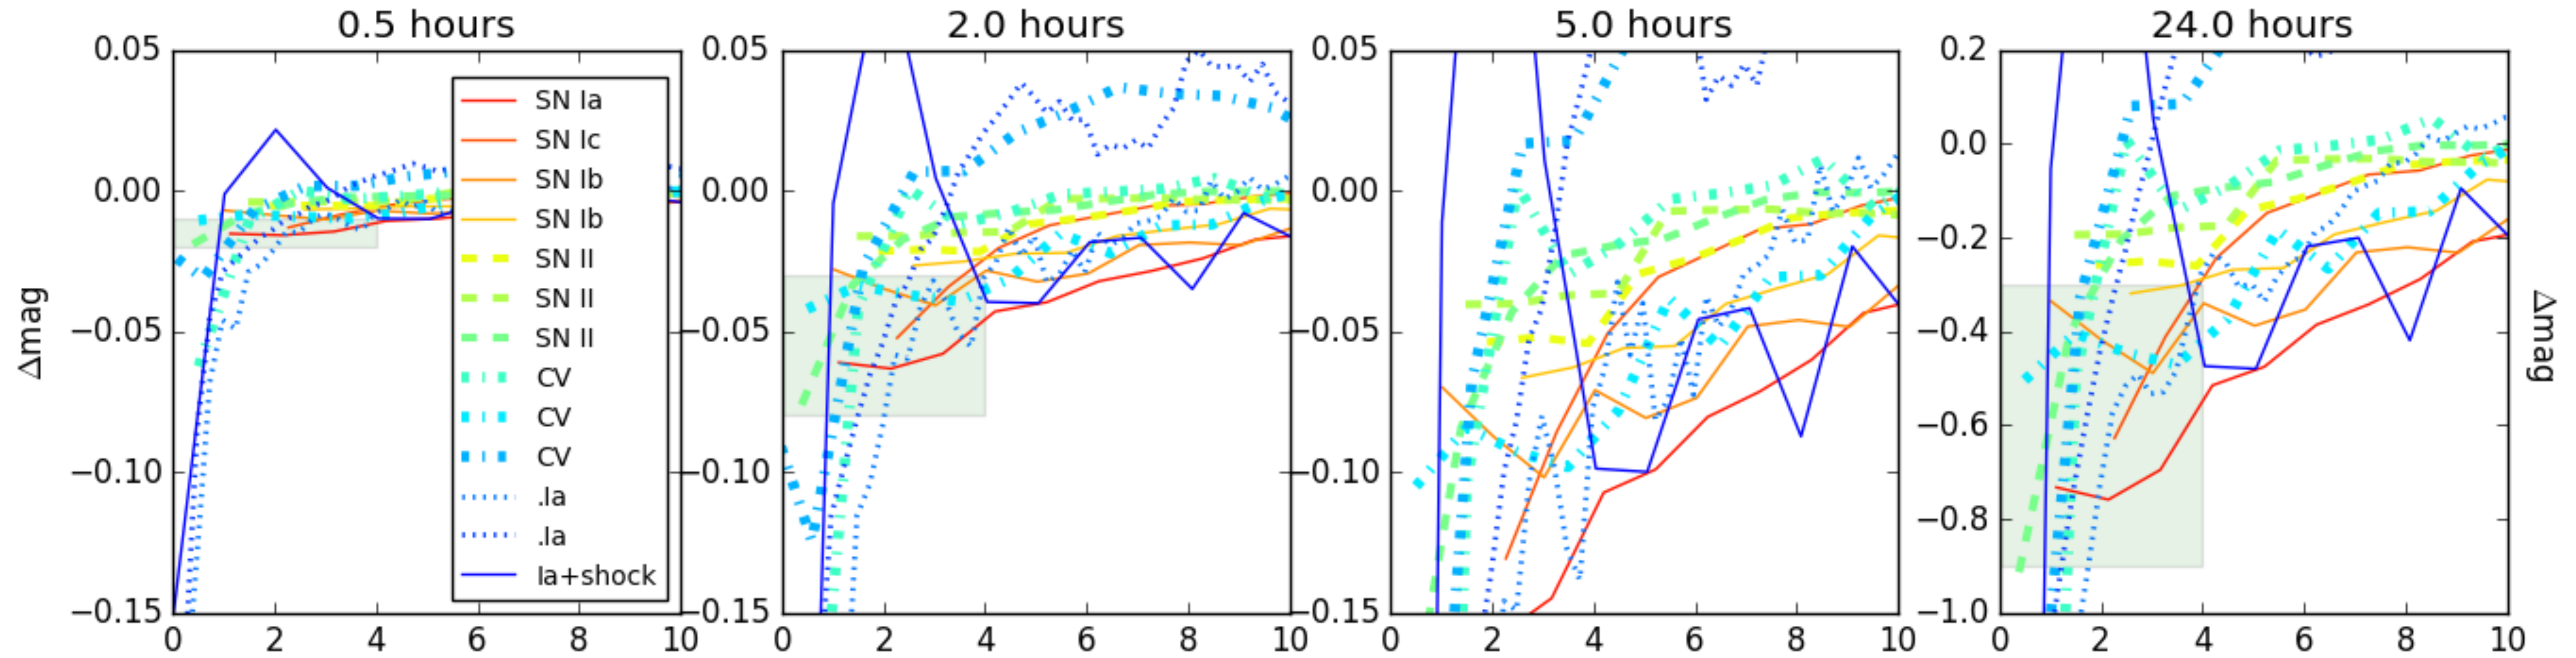 0.5 hours
2.0 hours
5.0 hours
24.0 hours
0.05
0.00
−0.05
−0.10
−0.15
0 2 4 6 8 10
Δmag
SN Ia
SN Ic
SN Ib
SN Ib
SN II
SN II
SN II
CV
CV
CV
.Ia
.Ia
Ia+shock
0.05
0.00
−0.05
−0.10
−0.15
0 2 4 6 8 10
0.05
0.00
−0.05
−0.10
−0.15
0 2 4 6 8 10
0.2
0.0
−0.2
−0.4
−0.6
−0.8
−1.0
0 2 4 6 8 10
Δmag